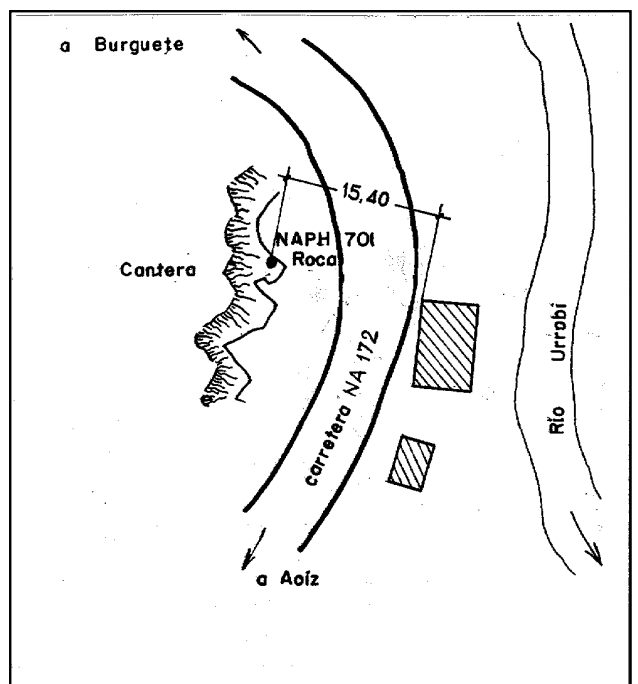 a Burguete
15,40
NAPH 701
Roca
Cantera
carretera NA 172
Río Urrobi
a Aoíz